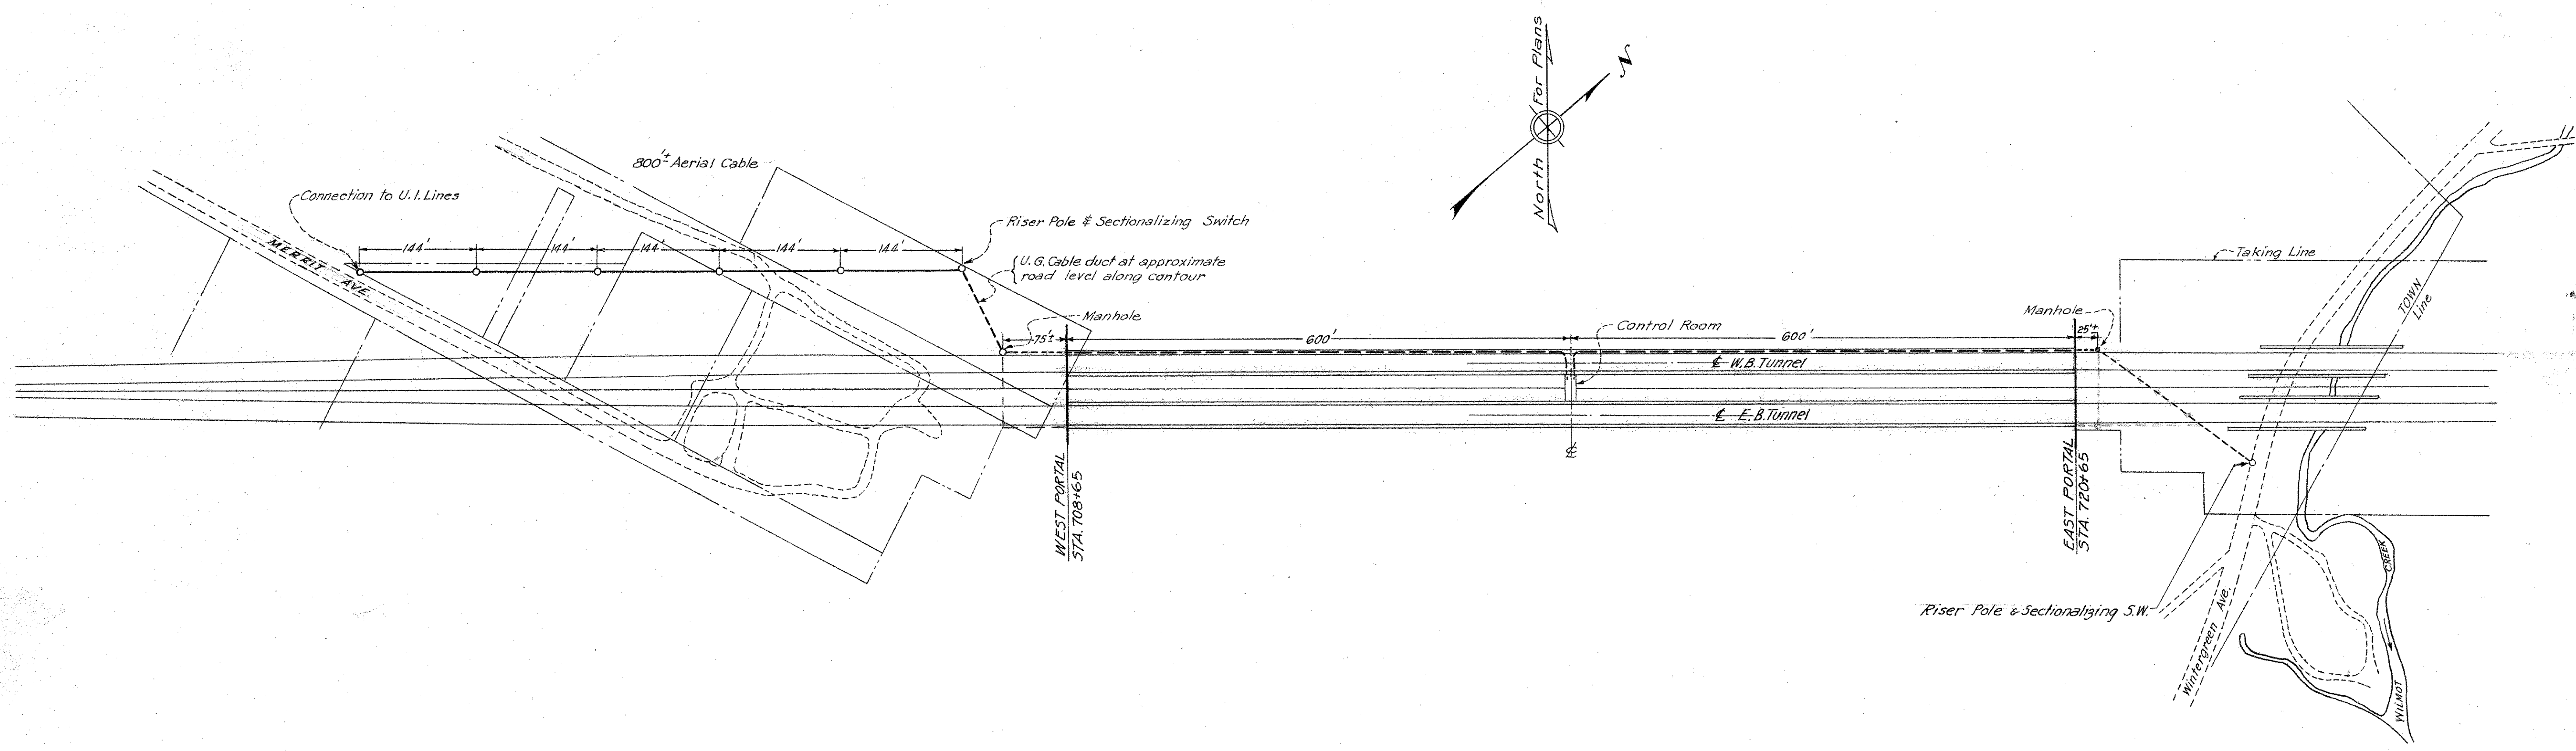 North For Plans
N
800'± Aerial Cable
Connection to U.I. Lines
Riser Pole & Sectionalizing Switch
144' 144' 144' 144' 144'
MERRIT AVE.
U.G. Cable duct at approximate
road level along contour
Manhole
75'±
600'
Control Room
600'
Manhole
25'±
Taking Line
TOWN
Line
℄ W.B. Tunnel
℄ E.B. Tunnel
℄
WEST PORTAL
STA. 708+65
EAST PORTAL
STA. 720+65
Riser Pole & Sectionalizing S.W.
Wintergreen Ave.
CREEK
WILMOT